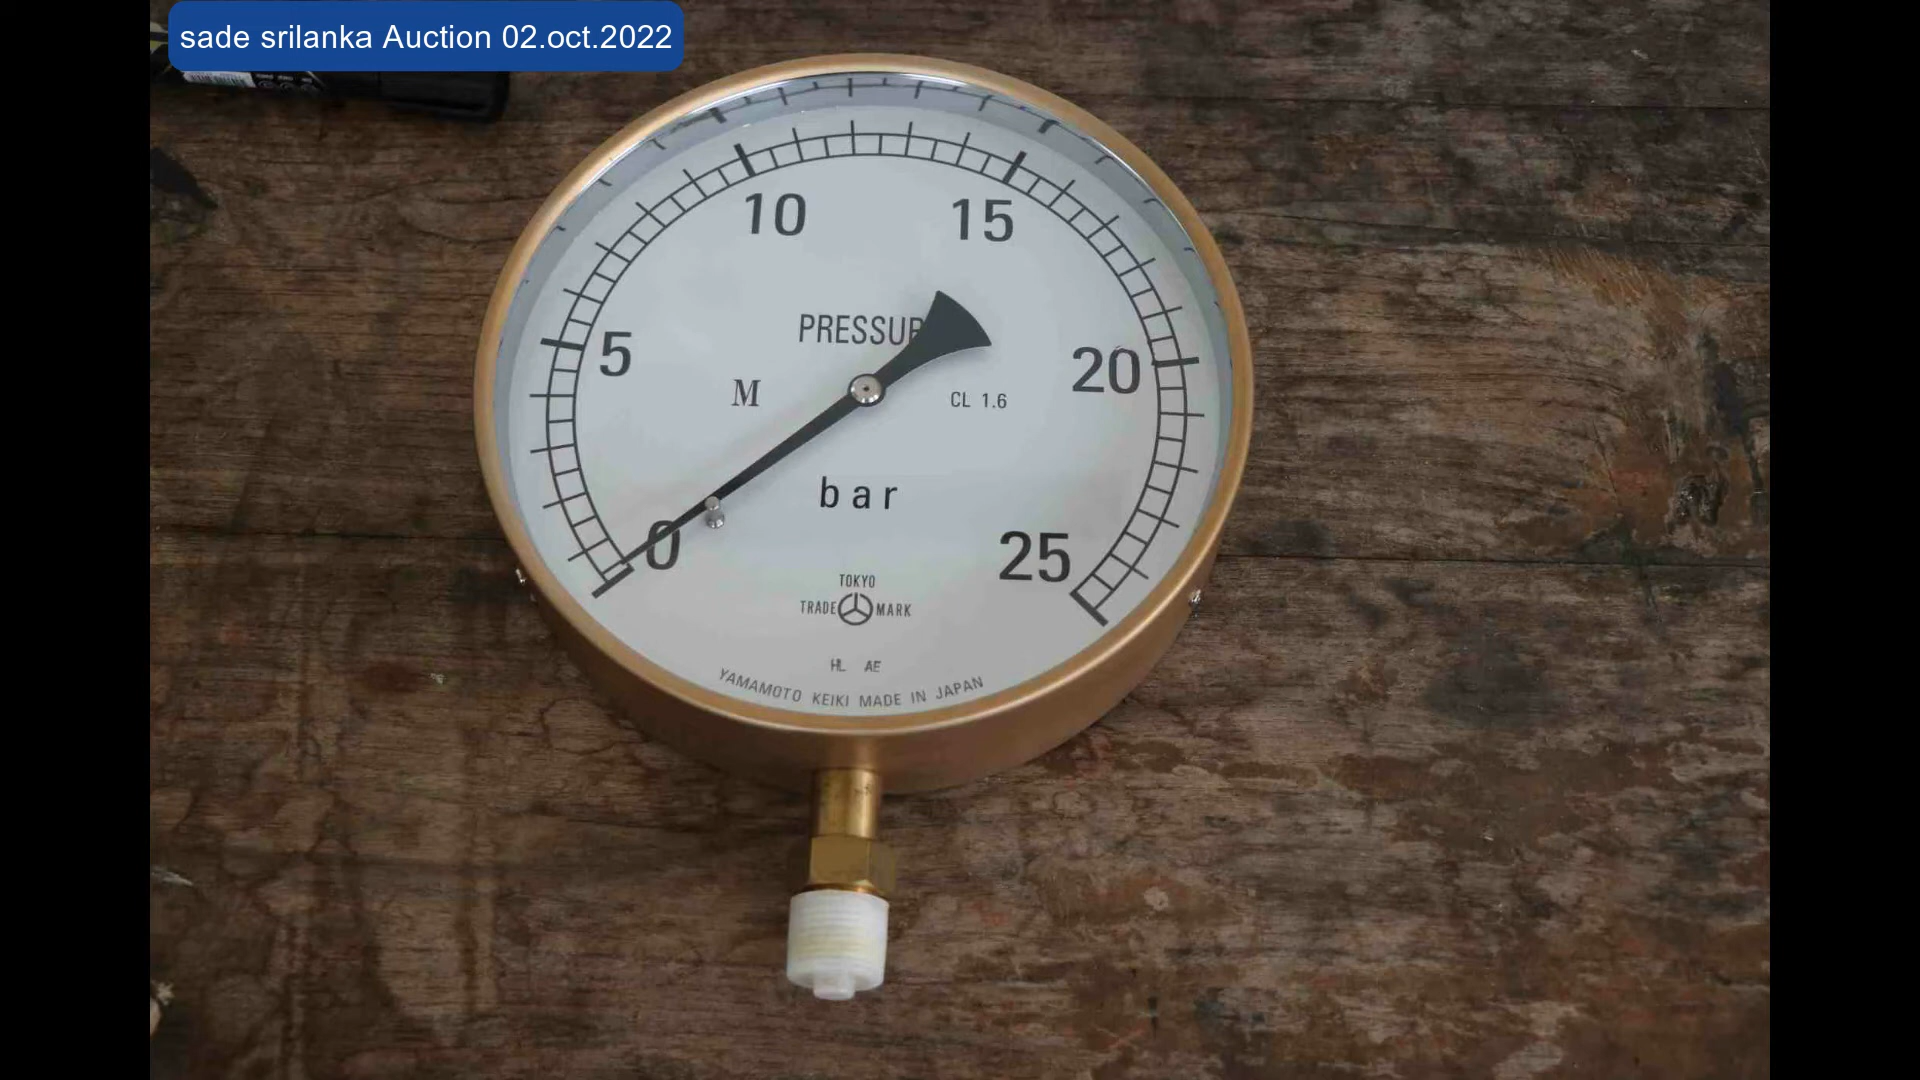 sade srilanka Auction 02.oct.2022
10
15
PRESSUR
5
20
M
CL 1.6
bar
0
25
TOKYO
TRADE MARK
HL AE
YAMAMOTO KEIKI MADE IN JAPAN